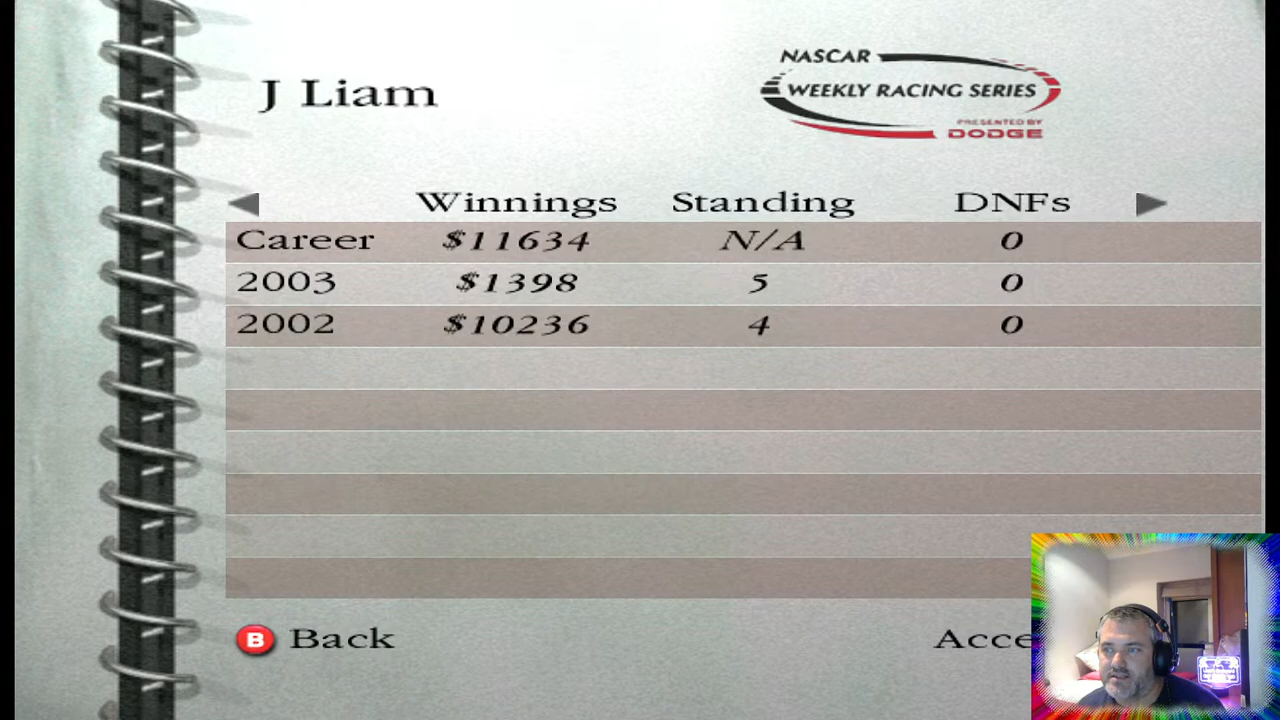 J Liam
NASCAR
WEEKLY RACING SERIES
PRESENTED BY
DODGE
Winnings Standing DNFs
Career $11634 N/A 0
2003 $1398 5 0
2002 $10236 4 0
B Back
Acce